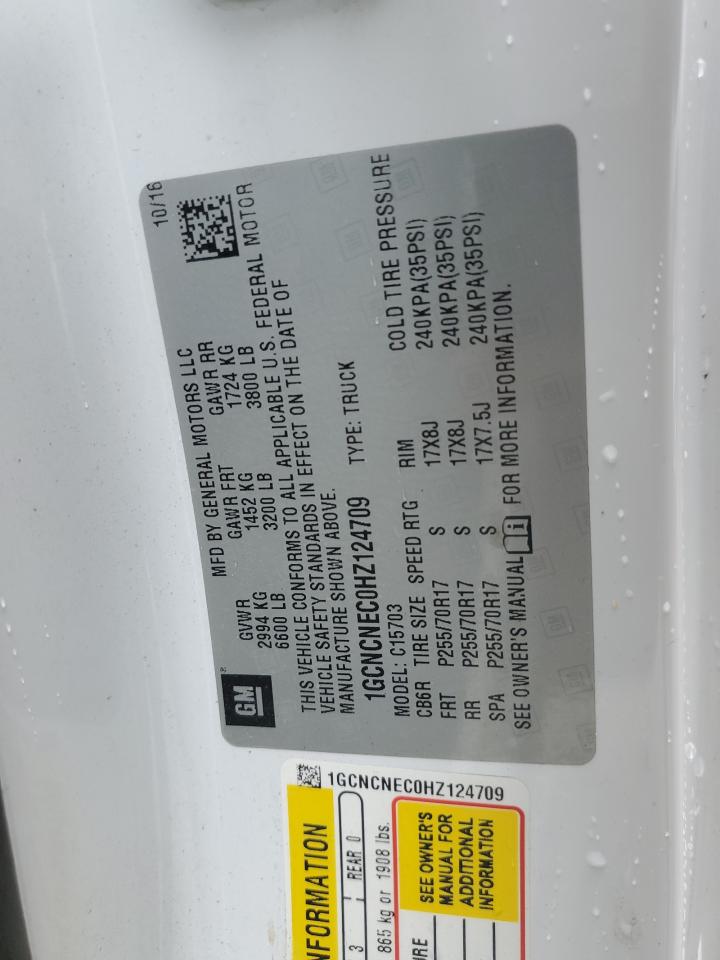 10/16
MFD BY GENERAL MOTORS LLC
GVWR GAWR FRT GAWR RR
2994 KG 1452 KG 1724 KG
6600 LB 3200 LB 3800 LB
THIS VEHICLE CONFORMS TO ALL APPLICABLE U.S. FEDERAL MOTOR
VEHICLE SAFETY STANDARDS IN EFFECT ON THE DATE OF
MANUFACTURE SHOWN ABOVE.
GM®
1GCNCNEC0HZ124709 TYPE: TRUCK
MODEL: C15703
CB6R TIRE SIZE SPEED RTG RIM COLD TIRE PRESSURE
FRT P255/70R17 S 17X8J 240KPA(35PSI)
RR P255/70R17 S 17X8J 240KPA(35PSI)
SPA P255/70R17 S 17X7.5J 240KPA(35PSI)
SEE OWNER'S MANUAL i FOR MORE INFORMATION.
1GCNCNEC0HZ124709
3 REAR 0
865 kg or 1908 lbs.
SEE OWNER'S
MANUAL FOR
ADDITIONAL
INFORMATION